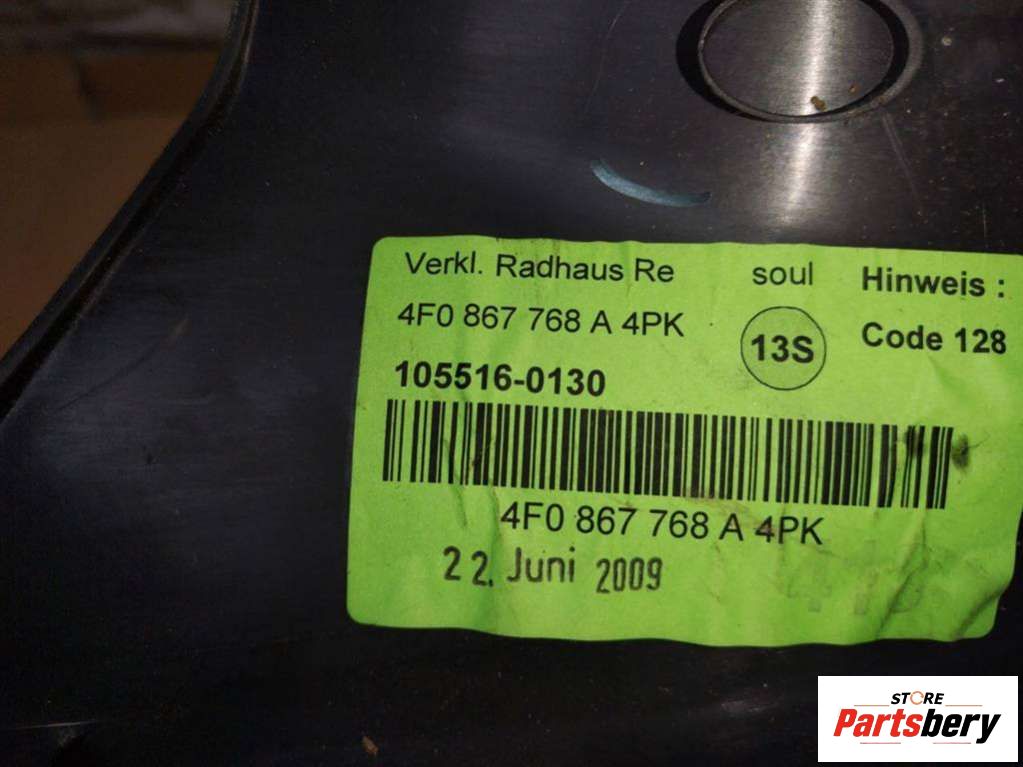 Verkl. Radhaus Re soul Hinweis :
4F0 867 768 A 4PK 13S Code 128
105516-0130
4F0 867 768 A 4PK
22. Juni 2009
STORE
Partsbery